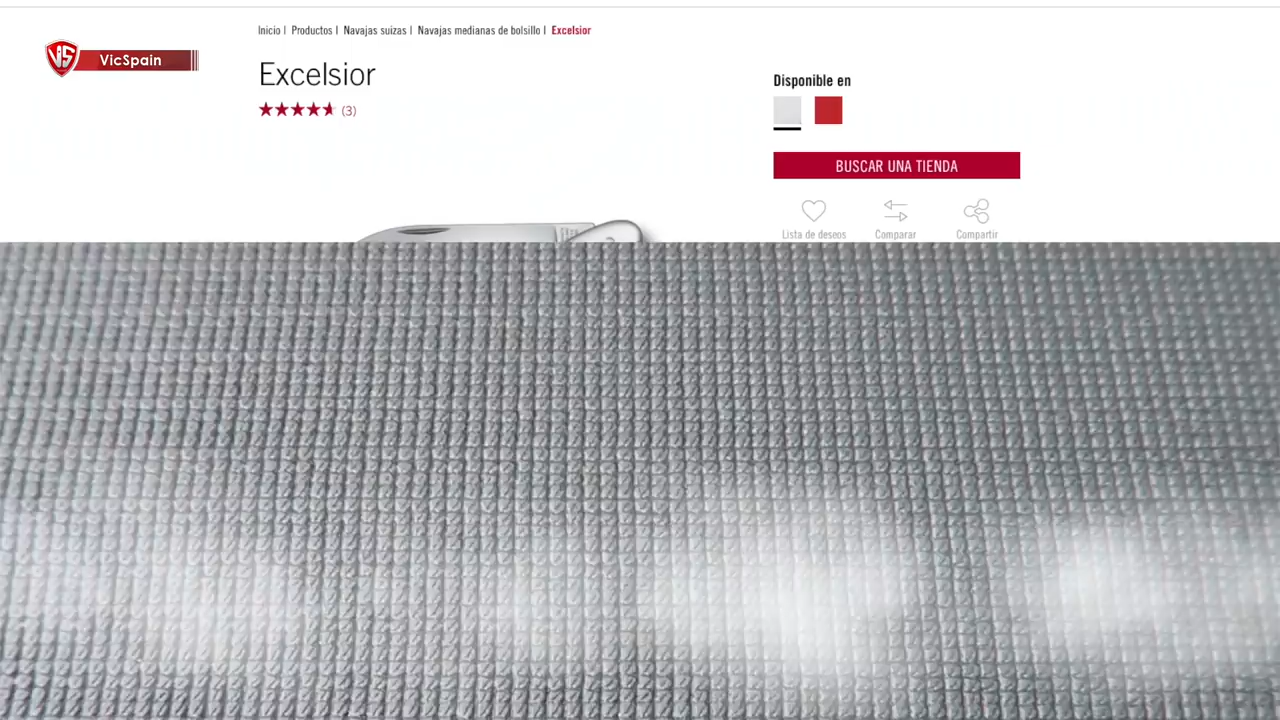 Inicio | Productos | Navajas suizas | Navajas medianas de bolsillo | Excelsior
VS VicSpain
Excelsior
(3)
Disponible en
BUSCAR UNA TIENDA
Lista de deseos Comparar Compartir